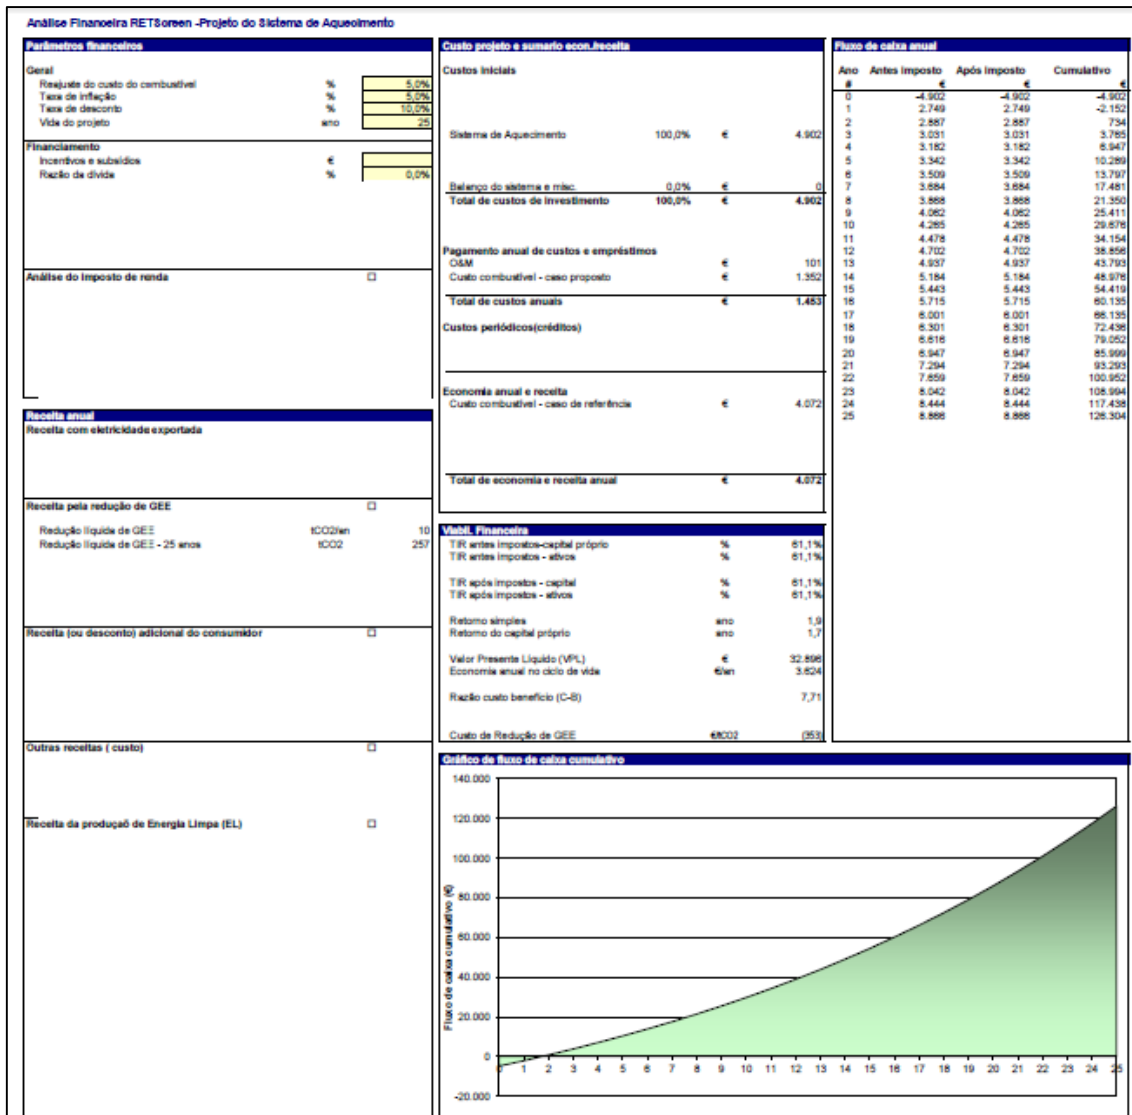 Análise Financeira RETScreen -Projeto do Sistema de Aquecimento
Parâmetros financeiros
Geral
Reajuste do custo do combustível % 5,0%
Taxa de inflação % 5,0%
Taxa de desconto % 10,0%
Vida do projeto ano 25
Financiamento
Incentivos e subsídios €
Razão de dívida % 0,0%
Análise do imposto de renda ☐
Receita anual
Receita com eletricidade exportada
Receita pela redução de GEE ☐
Redução líquida de GEE tCO2/an 10
Redução líquida de GEE - 25 anos tCO2 257
Receita (ou desconto) adicional do consumidor ☐
Outras receitas ( custo) ☐
Receita da produçaõ de Energia Limpa (EL) ☐
Custo projeto e sumario econ./receita
Custos iniciais
Sistema de Aquecimento 100,0% € 4.902
Balanço do sistema e misc. 0,0% € 0
Total de custos de investimento 100,0% € 4.902
Pagamento anual de custos e empréstimos
O&M € 101
Custo combustível - caso proposto € 1.352
Total de custos anuais € 1.453
Custos periódicos(créditos)
Economia anual e receita
Custo combustível - caso de referência € 4.072
Total de economia e receita anual € 4.072
Viabil. Financeira
TIR antes impostos-capital próprio % 61,1%
TIR antes impostos - ativos % 61,1%
TIR após impostos - capital % 61,1%
TIR após impostos - ativos % 61,1%
Retorno simples ano 1,9
Retorno do capital próprio ano 1,7
Valor Presente Líquido (VPL) € 32.896
Economia anual no ciclo de vida €/an 3.624
Razão custo benefício (C-B) 7,71
Custo de Redução de GEE €/tCO2 (353)
Fluxo de caixa anual
Ano Antes imposto Após imposto Cumulativo
# € € €
0 -4.902 -4.902 -4.902
1 2.749 2.749 -2.152
2 2.887 2.887 734
3 3.031 3.031 3.765
4 3.182 3.182 6.947
5 3.342 3.342 10.289
6 3.509 3.509 13.797
7 3.684 3.684 17.481
8 3.868 3.868 21.350
9 4.062 4.062 25.411
10 4.265 4.265 29.676
11 4.478 4.478 34.154
12 4.702 4.702 38.856
13 4.937 4.937 43.793
14 5.184 5.184 48.976
15 5.443 5.443 54.419
16 5.715 5.715 60.135
17 6.001 6.001 66.135
18 6.301 6.301 72.436
19 6.616 6.616 79.052
20 6.947 6.947 85.999
21 7.294 7.294 93.293
22 7.659 7.659 100.952
23 8.042 8.042 108.994
24 8.444 8.444 117.438
25 8.866 8.866 126.304
Gráfico de fluxo de caixa cumulativo
Fluxo de caixa cumulativo (€)
140.000
120.000
100.000
80.000
60.000
40.000
20.000
0
-20.000
0 1 2 3 4 5 6 7 8 9 10 11 12 13 14 15 16 17 18 19 20 21 22 23 24 25